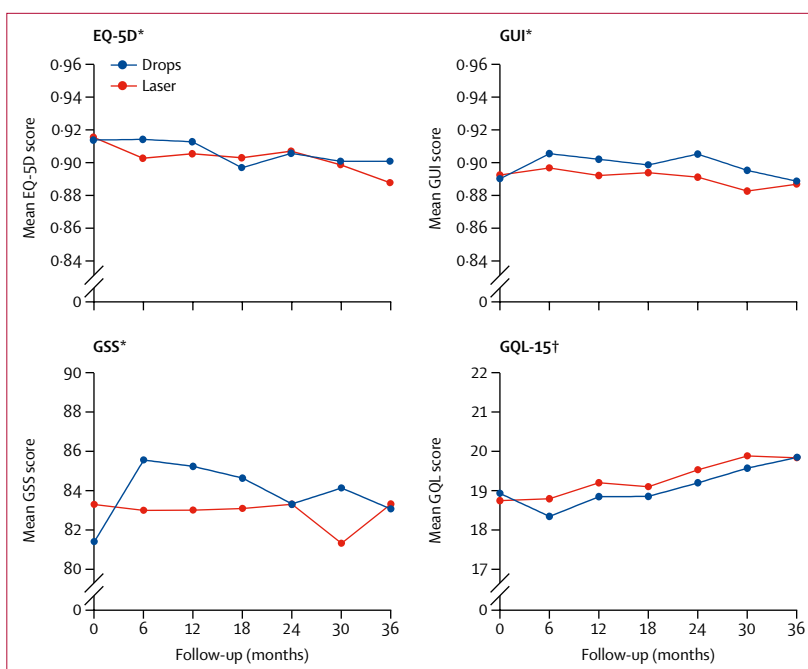 EQ-5D*
0·96
0·94
0·92
0·90
0·88
0·86
0·84
0
Mean EQ-5D score
Drops
Laser
GUI*
0·96
0·94
0·92
0·90
0·88
0·86
0·84
0
Mean GUI score
GSS*
90
88
86
84
82
80
0
Mean GSS score
0 6 12 18 24 30 36
Follow-up (months)
GQL-15†
22
21
20
19
18
17
0
Mean GQL score
0 6 12 18 24 30 36
Follow-up (months)